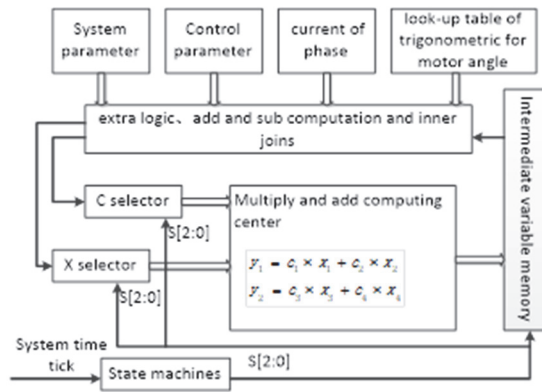 System
parameter
Control
parameter
current of
phase
look-up table of
trigonometric for
motor angle
extra logic、add and sub computation and inner
joins
Intermediate variable memory
C selector
S[2:0]
X selector
S[2:0]
Multiply and add computing
center
y₁ = c₁ × x₁ + c₂ × x₂
y₂ = c₃ × x₃ + c₄ × x₄
System time
tick
State machines
S[2:0]